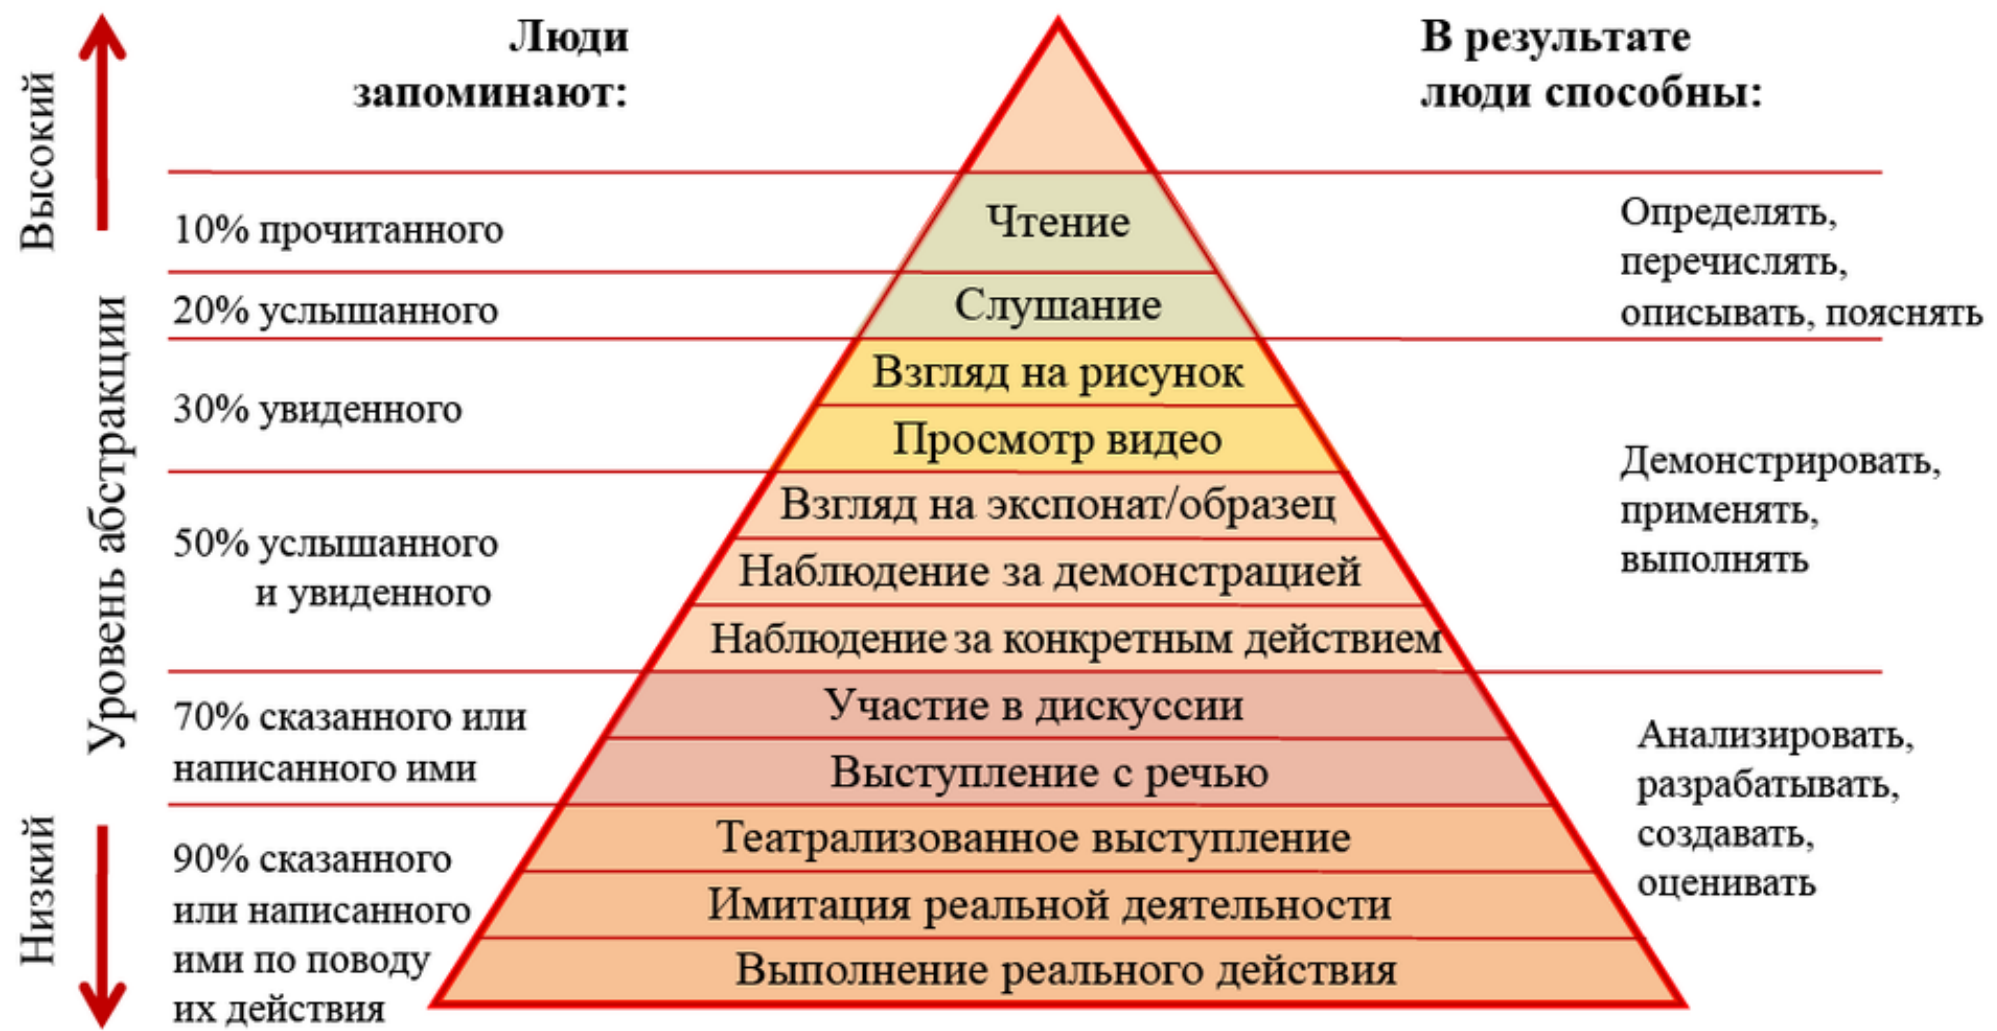 Люди
запоминают:
В результате
люди способны:
Высокий
Уровень абстракции
Низкий
10% прочитанного
20% услышанного
30% увиденного
50% услышанного
и увиденного
70% сказанного или
написанного ими
90% сказанного
или написанного
ими по поводу
их действия
Чтение
Слушание
Взгляд на рисунок
Просмотр видео
Взгляд на экспонат/образец
Наблюдение за демонстрацией
Наблюдение за конкретным действием
Участие в дискуссии
Выступление с речью
Театрализованное выступление
Имитация реальной деятельности
Выполнение реального действия
Определять,
перечислять,
описывать, пояснять
Демонстрировать,
применять,
выполнять
Анализировать,
разрабатывать,
создавать,
оценивать